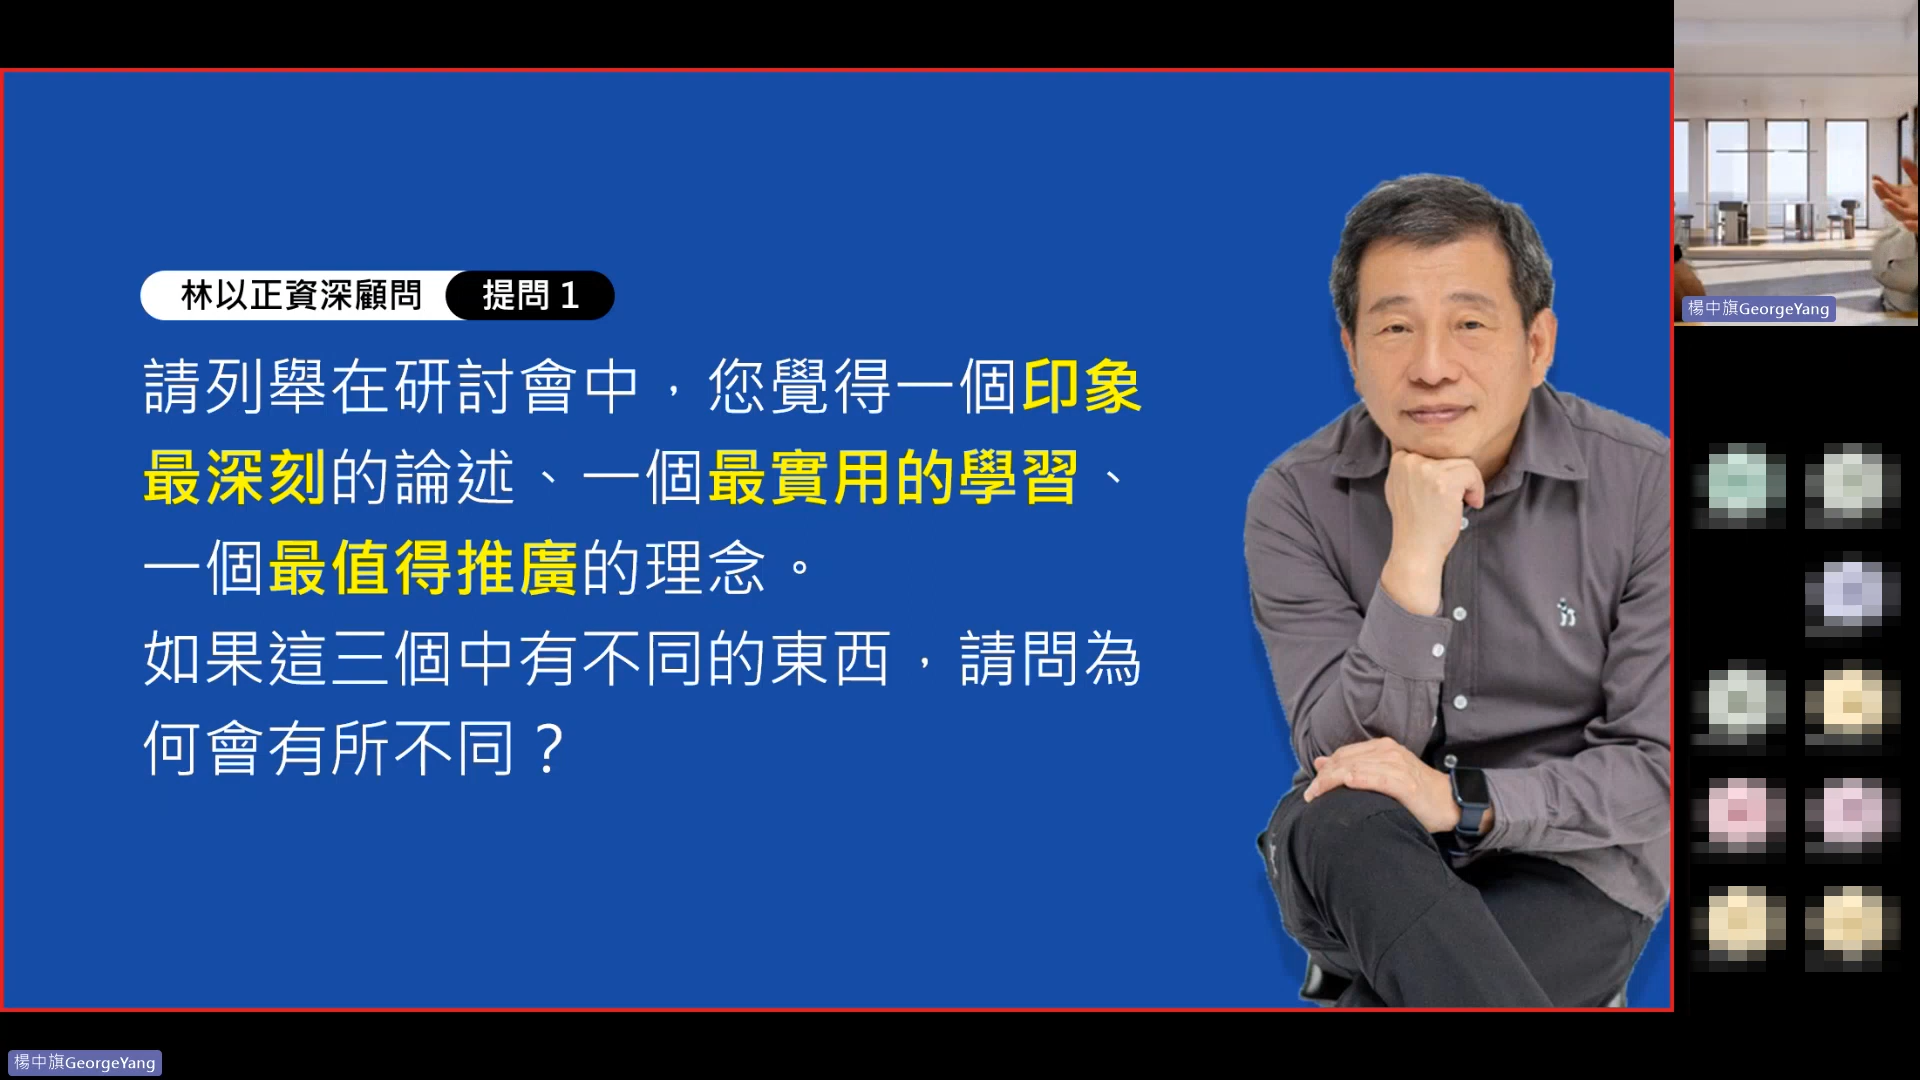 林以正資深顧問 提問 1
請列舉在研討會中，您覺得一個印象
最深刻的論述、一個最實用的學習、
一個最值得推廣的理念。
如果這三個中有不同的東西，請問為
何會有所不同？
楊中旗GeorgeYang
楊中旗GeorgeYang